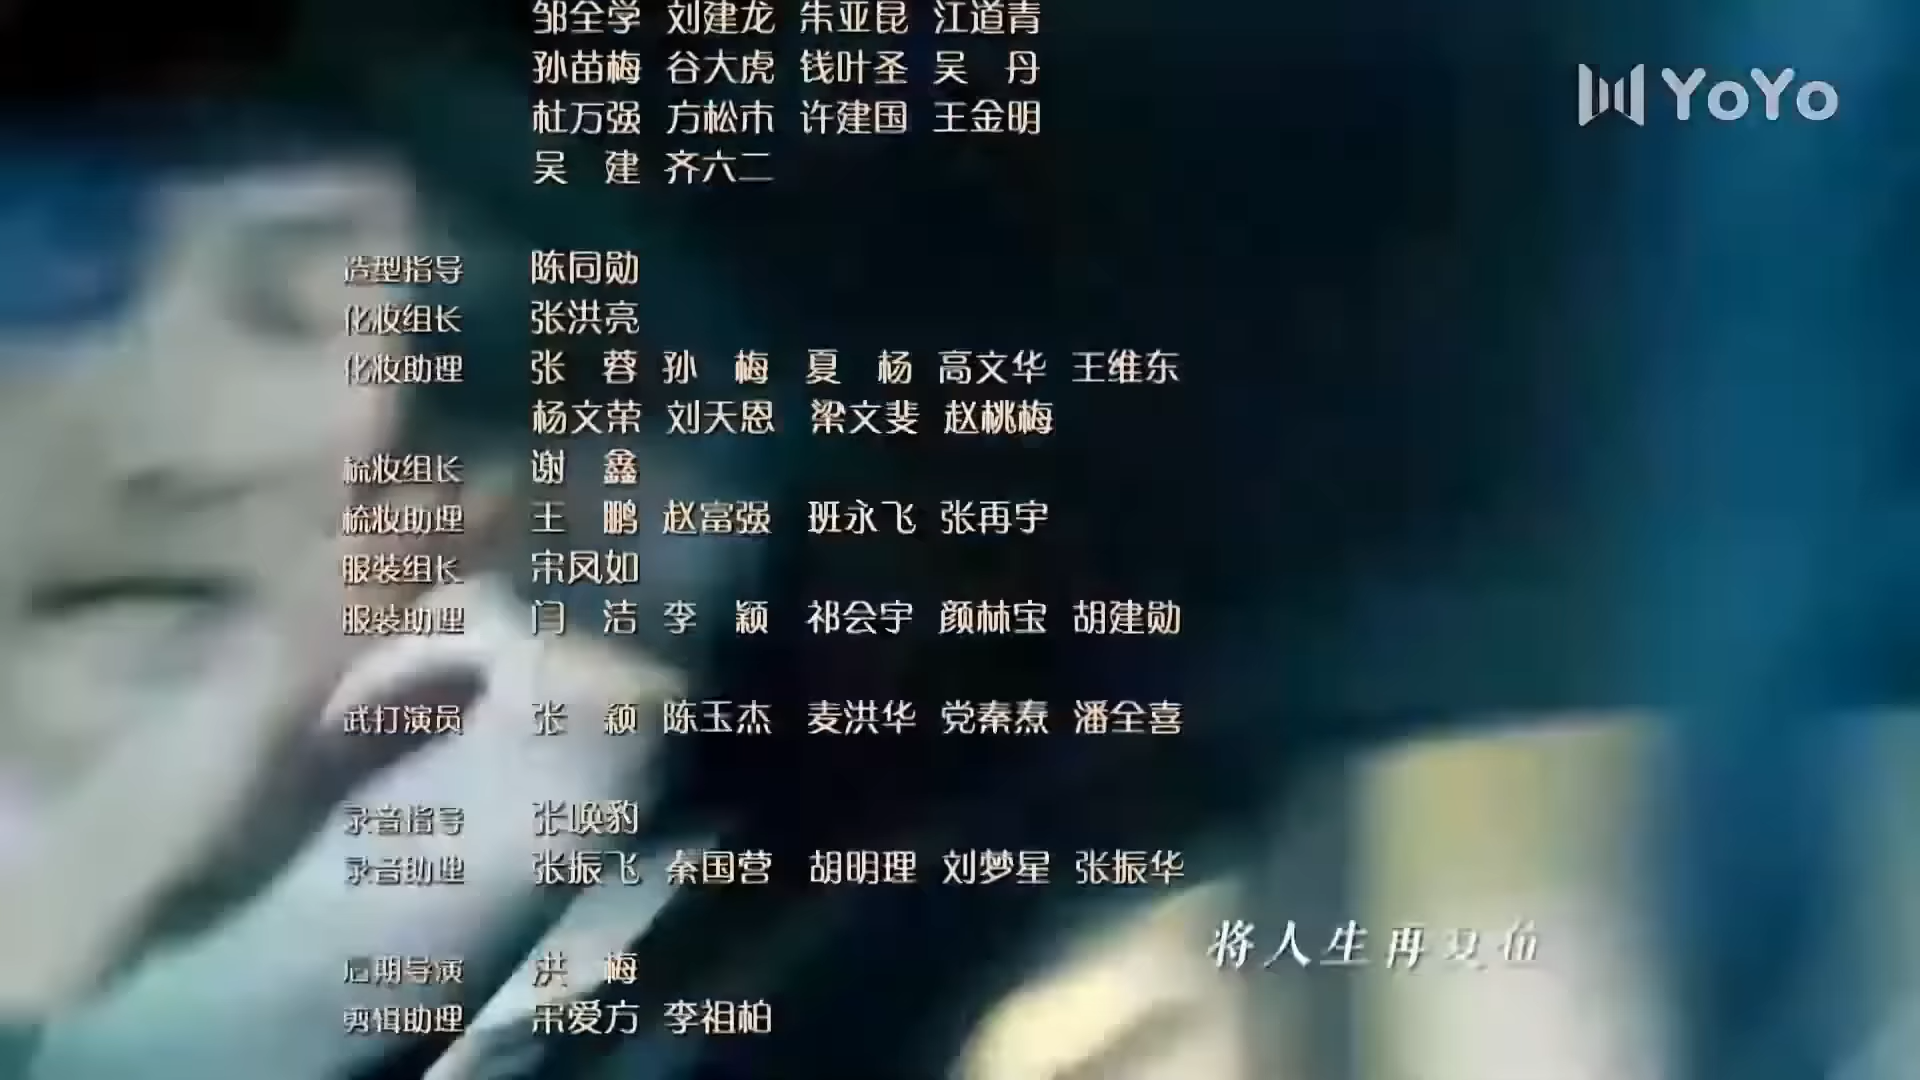 邹全学 刘建龙 朱亚昆 江道青
孙苗梅 谷大虎 钱叶圣 吴 丹
杜万强 方松市 许建国 王金明
吴 建 齐六二
YoYo
造型指导 陈同勋
化妆组长 张洪亮
化妆助理 张 蓉 孙 梅 夏 杨 高文华 王维东
杨文荣 刘天恩 梁文斐 赵桃梅
梳妆组长 谢 鑫
梳妆助理 王 鹏 赵富强 班永飞 张再宇
服装组长 宋凤如
服装助理 闫 洁 李 颖 祁会宇 颜林宝 胡建勋
武打演员 张 颖 陈玉杰 麦洪华 党秦焘 潘全喜
录音指导 张唤豹
录音助理 张振飞 秦国营 胡明理 刘梦星 张振华
将人生再
后期导演 洪 梅
剪辑助理 宋爱方 李祖柏